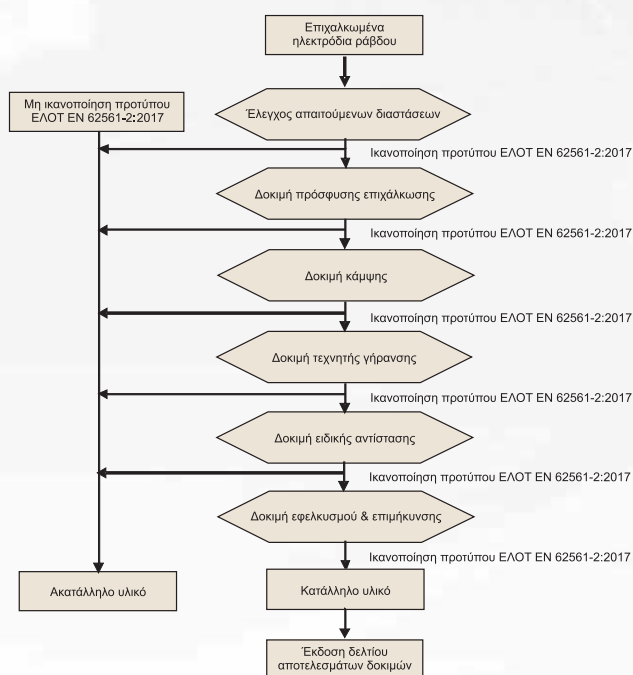 Επιχαλκωμένα
ηλεκτρόδια ράβδου
Μη ικανοποίηση προτύπου
ΕΛΟΤ ΕΝ 62561-2:2017
Έλεγχος απαιτούμενων διαστάσεων
Ικανοποίηση προτύπου ΕΛΟΤ ΕΝ 62561-2:2017
Δοκιμή πρόσφυσης επιχάλκωσης
Ικανοποίηση προτύπου ΕΛΟΤ ΕΝ 62561-2:2017
Δοκιμή κάμψης
Ικανοποίηση προτύπου ΕΛΟΤ ΕΝ 62561-2:2017
Δοκιμή τεχνητής γήρανσης
Ικανοποίηση προτύπου ΕΛΟΤ ΕΝ 62561-2:2017
Δοκιμή ειδικής αντίστασης
Ικανοποίηση προτύπου ΕΛΟΤ ΕΝ 62561-2:2017
Δοκιμή εφελκυσμού & επιμήκυνσης
Ικανοποίηση προτύπου ΕΛΟΤ ΕΝ 62561-2:2017
Ακατάλληλο υλικό
Κατάλληλο υλικό
Έκδοση δελτίου
αποτελεσμάτων δοκιμών